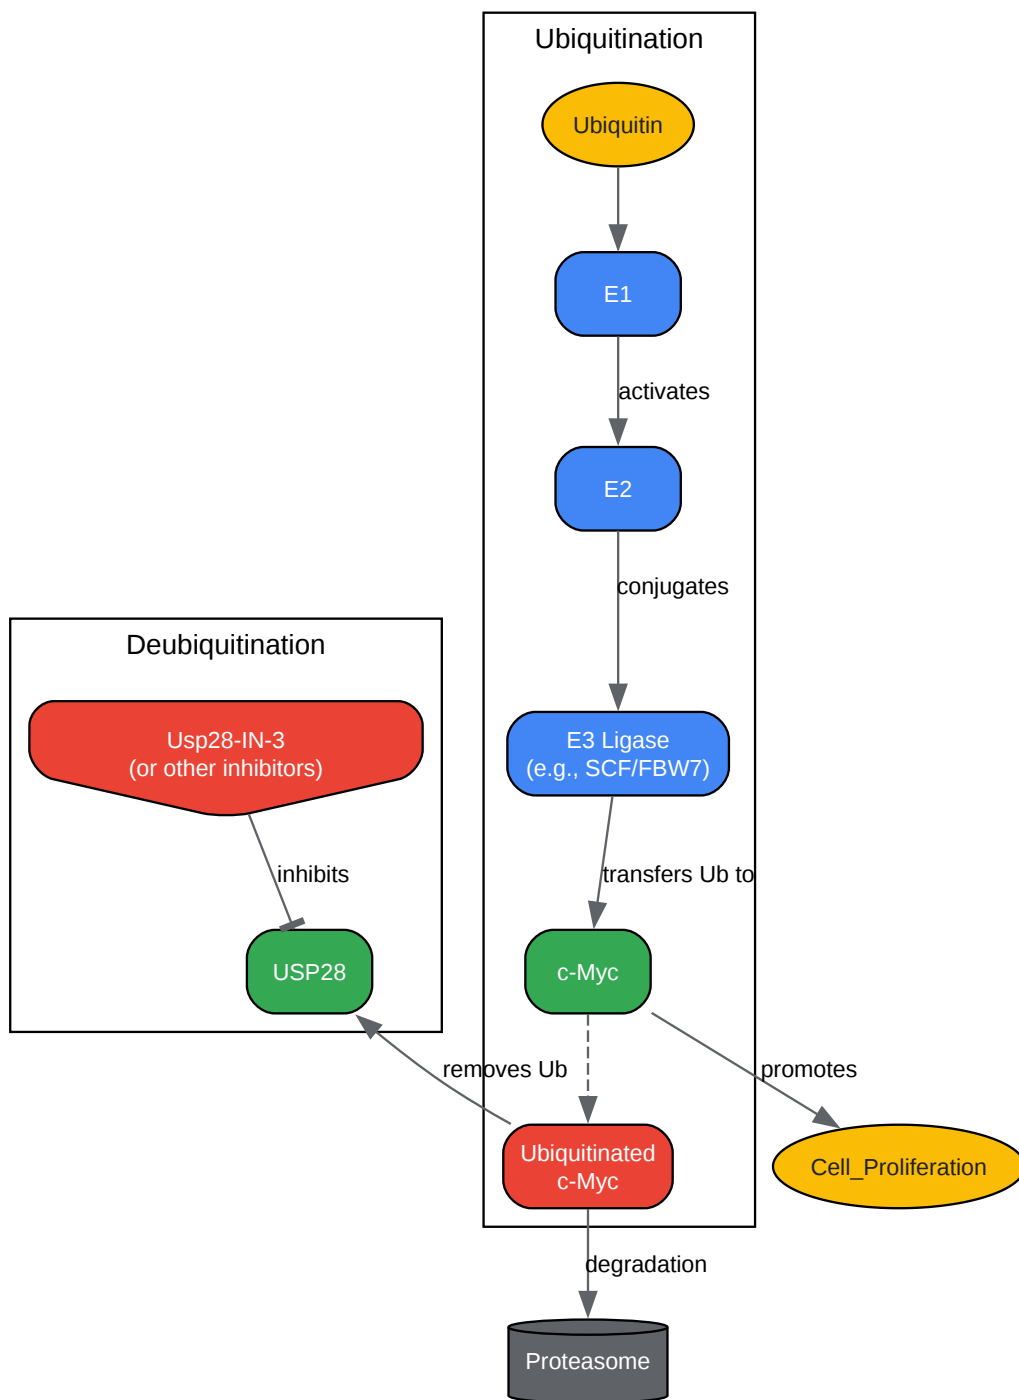 Ubiquitination
Ubiquitin
E1
activates
E2
conjugates
Deubiquitination
Usp28-IN-3
(or other inhibitors)
E3 Ligase
(e.g., SCF/FBW7)
inhibits
transfers Ub to
USP28
c-Myc
removes Ub
promotes
Ubiquitinated
c-Myc
Cell_Proliferation
degradation
Proteasome